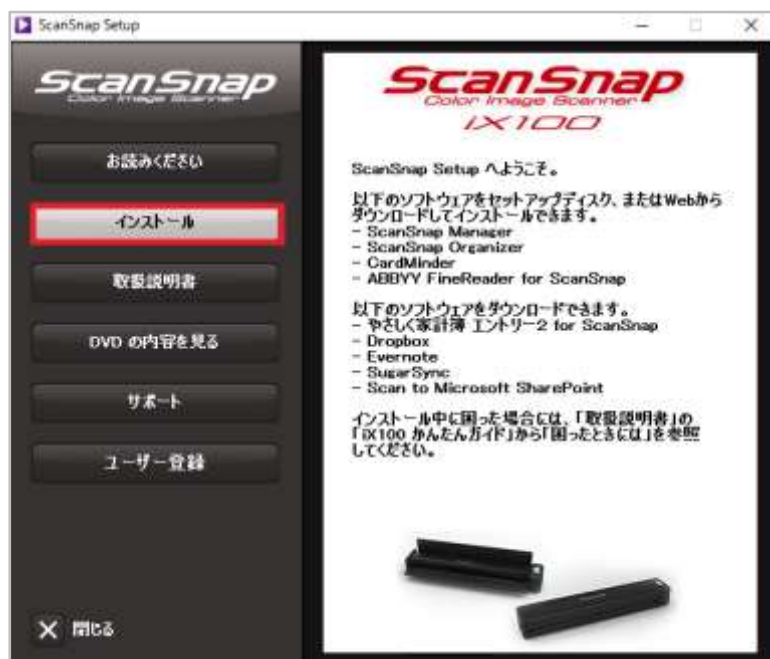 ScanSnap Setup
ScanSnap
Color Image Scanner
お読みください
インストール
取扱説明書
DVD の内容を見る
サポート
ユーザー登録
閉じる
ScanSnap
Color Image Scanner
iX100
ScanSnap Setup へようこそ。
以下のソフトウェアをセットアップディスク、またはWebから
ダウンロードしてインストールできます。
- ScanSnap Manager
- ScanSnap Organizer
- CardMinder
- ABBYY FineReader for ScanSnap
以下のソフトウェアをダウンロードできます。
- やさしく家計簿 エントリー2 for ScanSnap
- Dropbox
- Evernote
- SugarSync
- Scan to Microsoft SharePoint
インストール中に困った場合には、「取扱説明書」の
「iX100 かんたんガイド」から「困ったときには」を参照
してください。